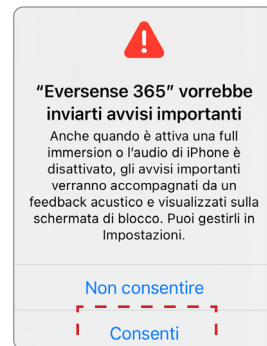 “Eversense 365” vorrebbe
inviarti avvisi importanti
Anche quando è attiva una full
immersion o l’audio di iPhone è
disattivato, gli avvisi importanti
verranno accompagnati da un
feedback acustico e visualizzati sulla
schermata di blocco. Puoi gestirli in
Impostazioni.
Non consentire
Consenti